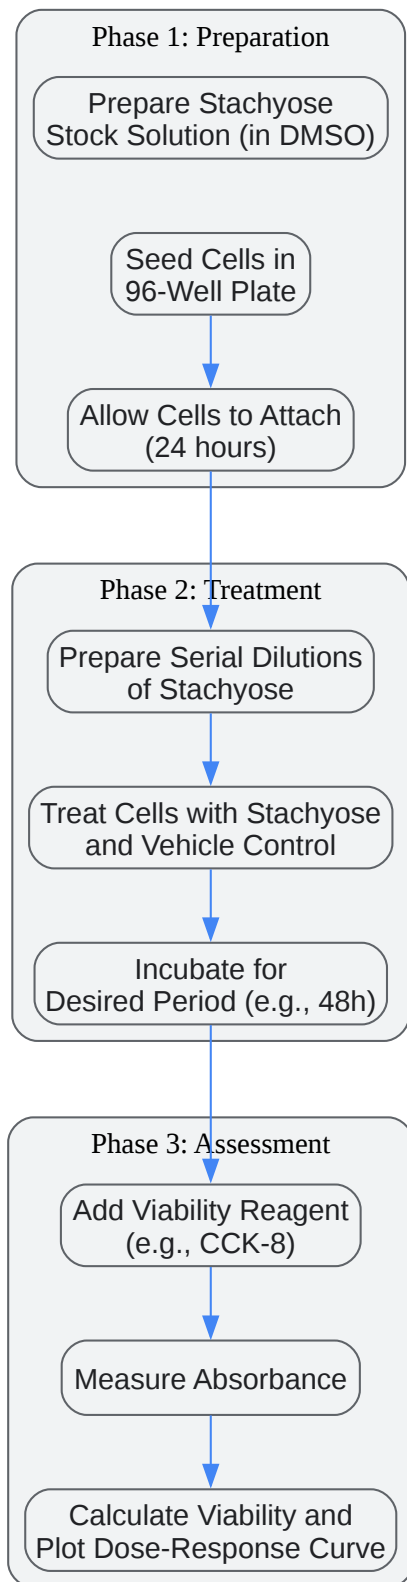 Phase 1: Preparation
Prepare Stachyose
Stock Solution (in DMSO)
Seed Cells in
96-Well Plate
Allow Cells to Attach
(24 hours)
Phase 2: Treatment
Prepare Serial Dilutions
of Stachyose
Treat Cells with Stachyose
and Vehicle Control
Incubate for
Desired Period (e.g., 48h)
Phase 3: Assessment
Add Viability Reagent
(e.g., CCK-8)
Measure Absorbance
Calculate Viability and
Plot Dose-Response Curve